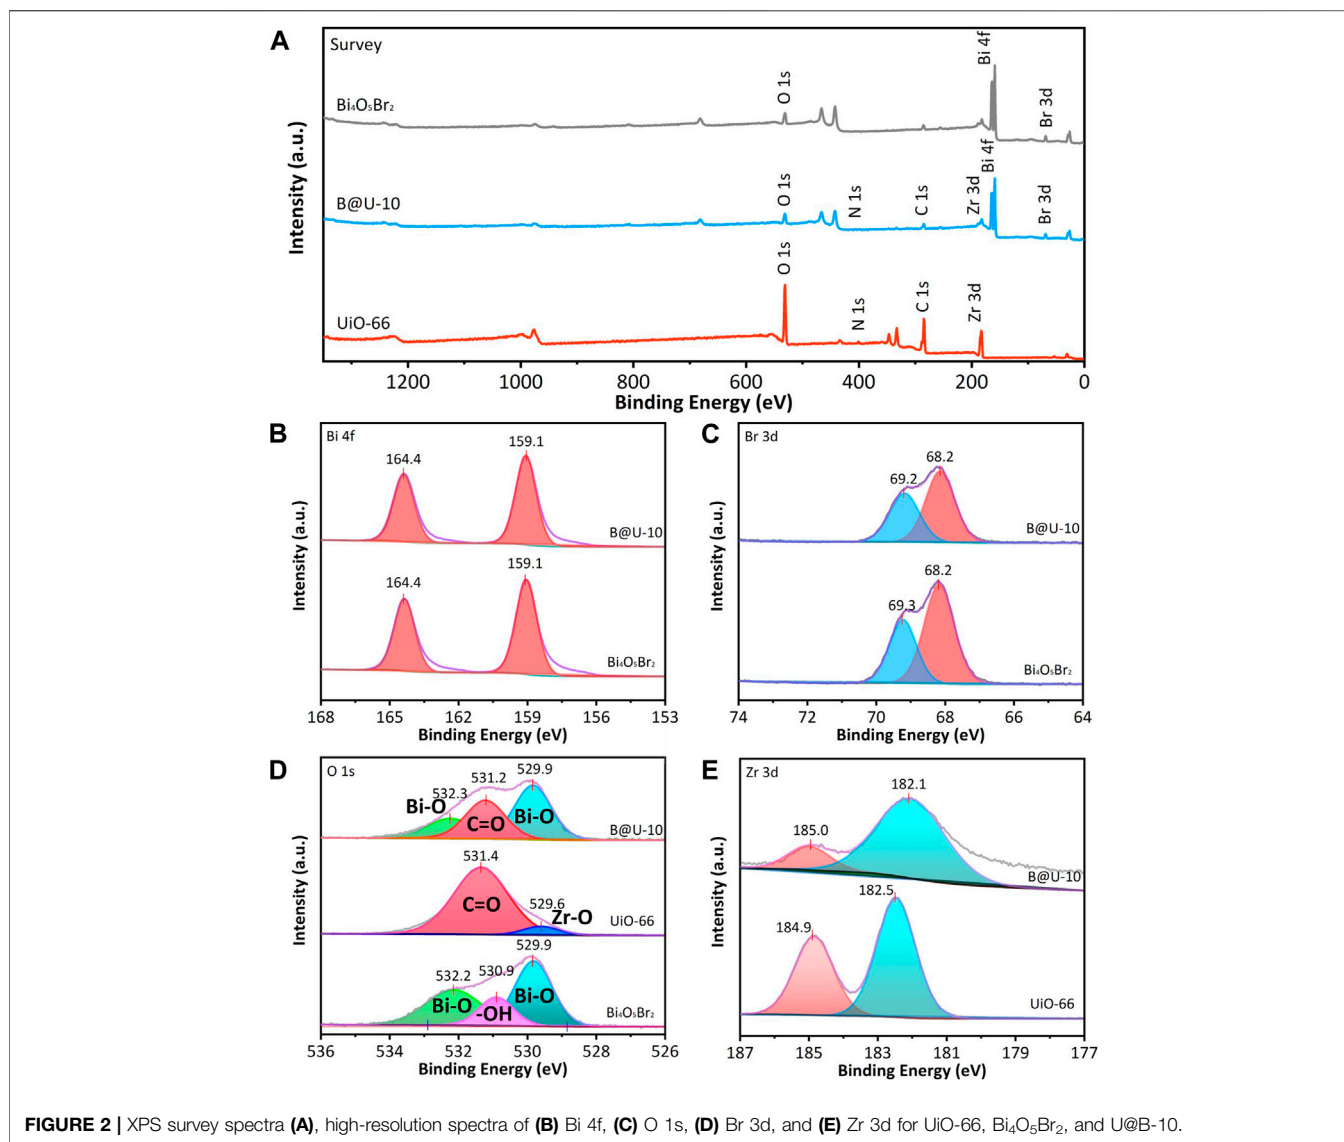 A
Survey
Bi₄O₅Br₂
O 1s
Bi 4f
Br 3d
B@U-10
O 1s
N 1s
C 1s
Zr 3d
Bi 4f
Br 3d
UiO-66
O 1s
N 1s
C 1s
Zr 3d
Intensity (a.u.)
1200 1000 800 600 400 200 0
Binding Energy (eV)
B
Bi 4f
164.4
159.1
B@U-10
164.4
159.1
Bi₄O₅Br₂
Intensity (a.u.)
168 165 162 159 156 153
Binding Energy (eV)
C
Br 3d
69.2
68.2
B@U-10
69.3
68.2
Bi₄O₅Br₂
Intensity (a.u.)
74 72 70 68 66 64
Binding Energy (eV)
D
O 1s
532.3
531.2
529.9
Bi-O
C=O
Bi-O
B@U-10
531.4
529.6
C=O
Zr-O
UiO-66
532.2
530.9
529.9
Bi-O
-OH
Bi-O
Bi₄O₅Br₂
Intensity (a.u.)
536 534 532 530 528 526
Binding Energy (eV)
E
Zr 3d
185.0
182.1
B@U-10
184.9
182.5
UiO-66
Intensity (a.u.)
187 185 183 181 179 177
Binding Energy (eV)
FIGURE 2 | XPS survey spectra (A), high-resolution spectra of (B) Bi 4f, (C) O 1s, (D) Br 3d, and (E) Zr 3d for UiO-66, Bi₄O₅Br₂, and U@B-10.